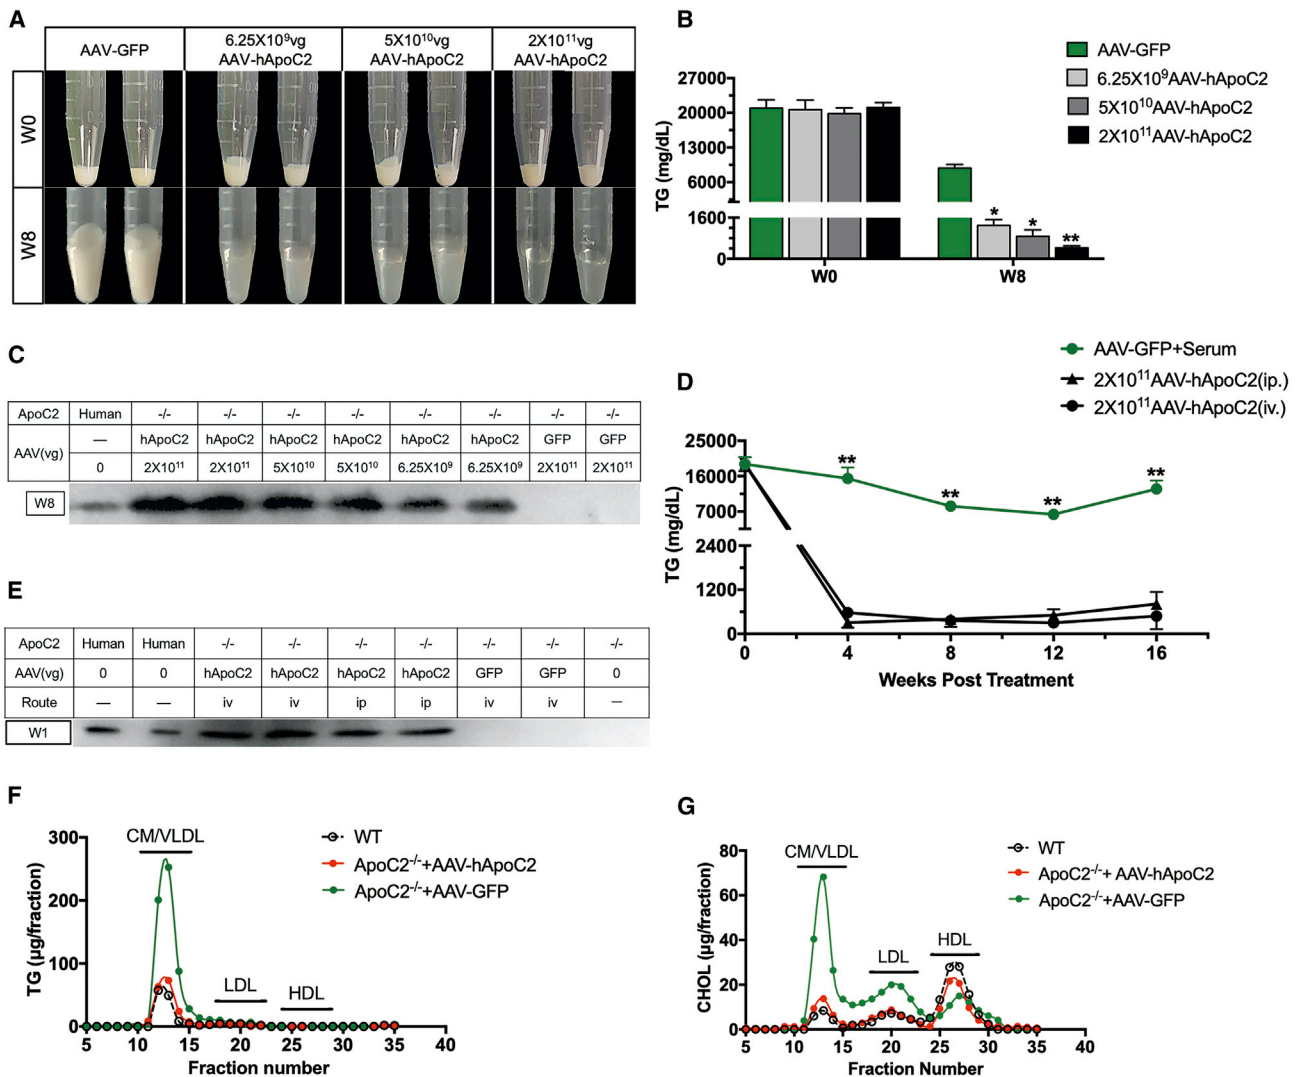 A
AAV-GFP
6.25X10⁹vg
AAV-hApoC2
5X10¹⁰vg
AAV-hApoC2
2X10¹¹vg
AAV-hApoC2
W0
W8
B
AAV-GFP
6.25X10⁹AAV-hApoC2
5X10¹⁰AAV-hApoC2
2X10¹¹AAV-hApoC2
TG (mg/dL)
27000
20000
13000
6000
1600
0
* * **
W0 W8
C
ApoC2 Human -/- -/- -/- -/- -/- -/- -/- -/-
AAV(vg) — hApoC2 hApoC2 hApoC2 hApoC2 hApoC2 hApoC2 GFP GFP
0 2X10¹¹ 2X10¹¹ 5X10¹⁰ 5X10¹⁰ 6.25X10⁹ 6.25X10⁹ 2X10¹¹ 2X10¹¹
W8
D
AAV-GFP+Serum
2X10¹¹AAV-hApoC2(ip.)
2X10¹¹AAV-hApoC2(iv.)
TG (mg/dL)
25000
16000
7000
2400
1200
0
** ** ** **
0 4 8 12 16
Weeks Post Treatment
E
ApoC2 Human Human -/- -/- -/- -/- -/- -/- -/-
AAV(vg) 0 0 hApoC2 hApoC2 hApoC2 hApoC2 GFP GFP 0
Route — — iv iv ip ip iv iv —
W1
F
WT
ApoC2⁻/⁻+AAV-hApoC2
ApoC2⁻/⁻+AAV-GFP
CM/VLDL
LDL
HDL
TG (µg/fraction)
300
200
100
0
5 10 15 20 25 30 35 40
Fraction number
G
WT
ApoC2⁻/⁻+ AAV-hApoC2
ApoC2⁻/⁻+AAV-GFP
CM/VLDL
LDL
HDL
CHOL (µg/fraction)
80
60
40
20
0
5 10 15 20 25 30 35 40
Fraction Number